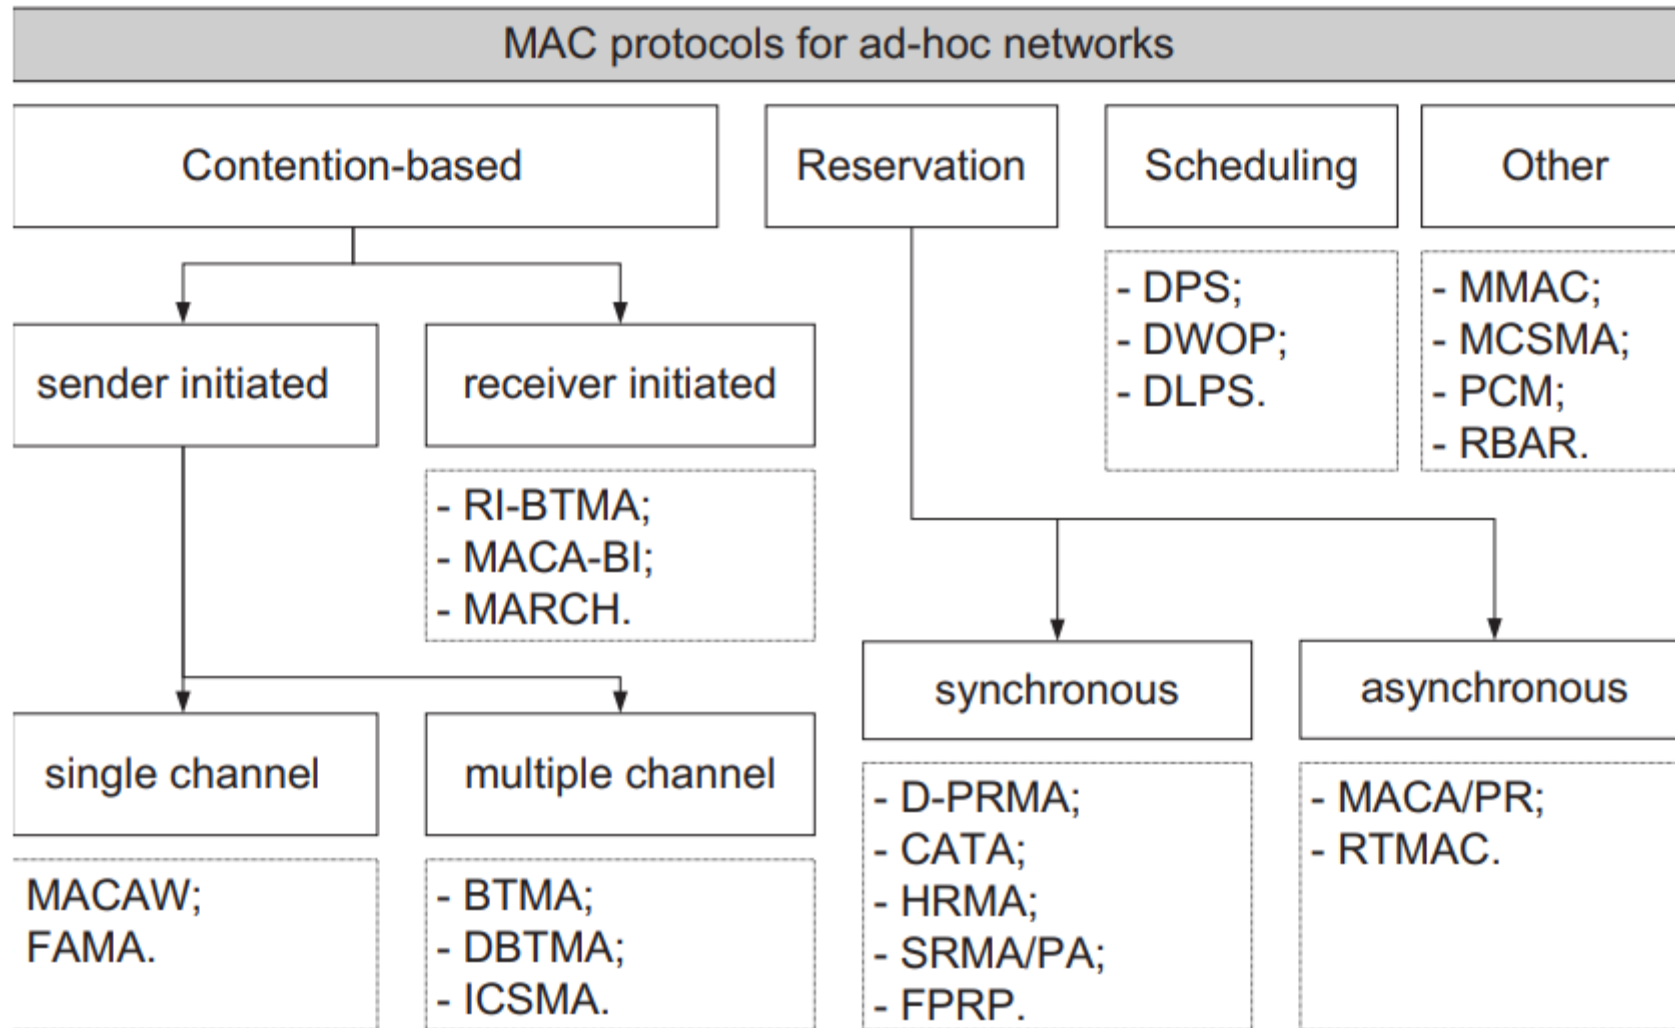 MAC protocols for ad-hoc networks
Contention-based
Reservation
Scheduling
Other
- DPS;
- DWOP;
- DLPS.
- MMAC;
- MCSMA;
- PCM;
- RBAR.
sender initiated
receiver initiated
- RI-BTMA;
- MACA-BI;
- MARCH.
single channel
multiple channel
synchronous
asynchronous
MACAW;
FAMA.
- BTMA;
- DBTMA;
- ICSMA.
- D-PRMA;
- CATA;
- HRMA;
- SRMA/PA;
- FPRP.
- MACA/PR;
- RTMAC.